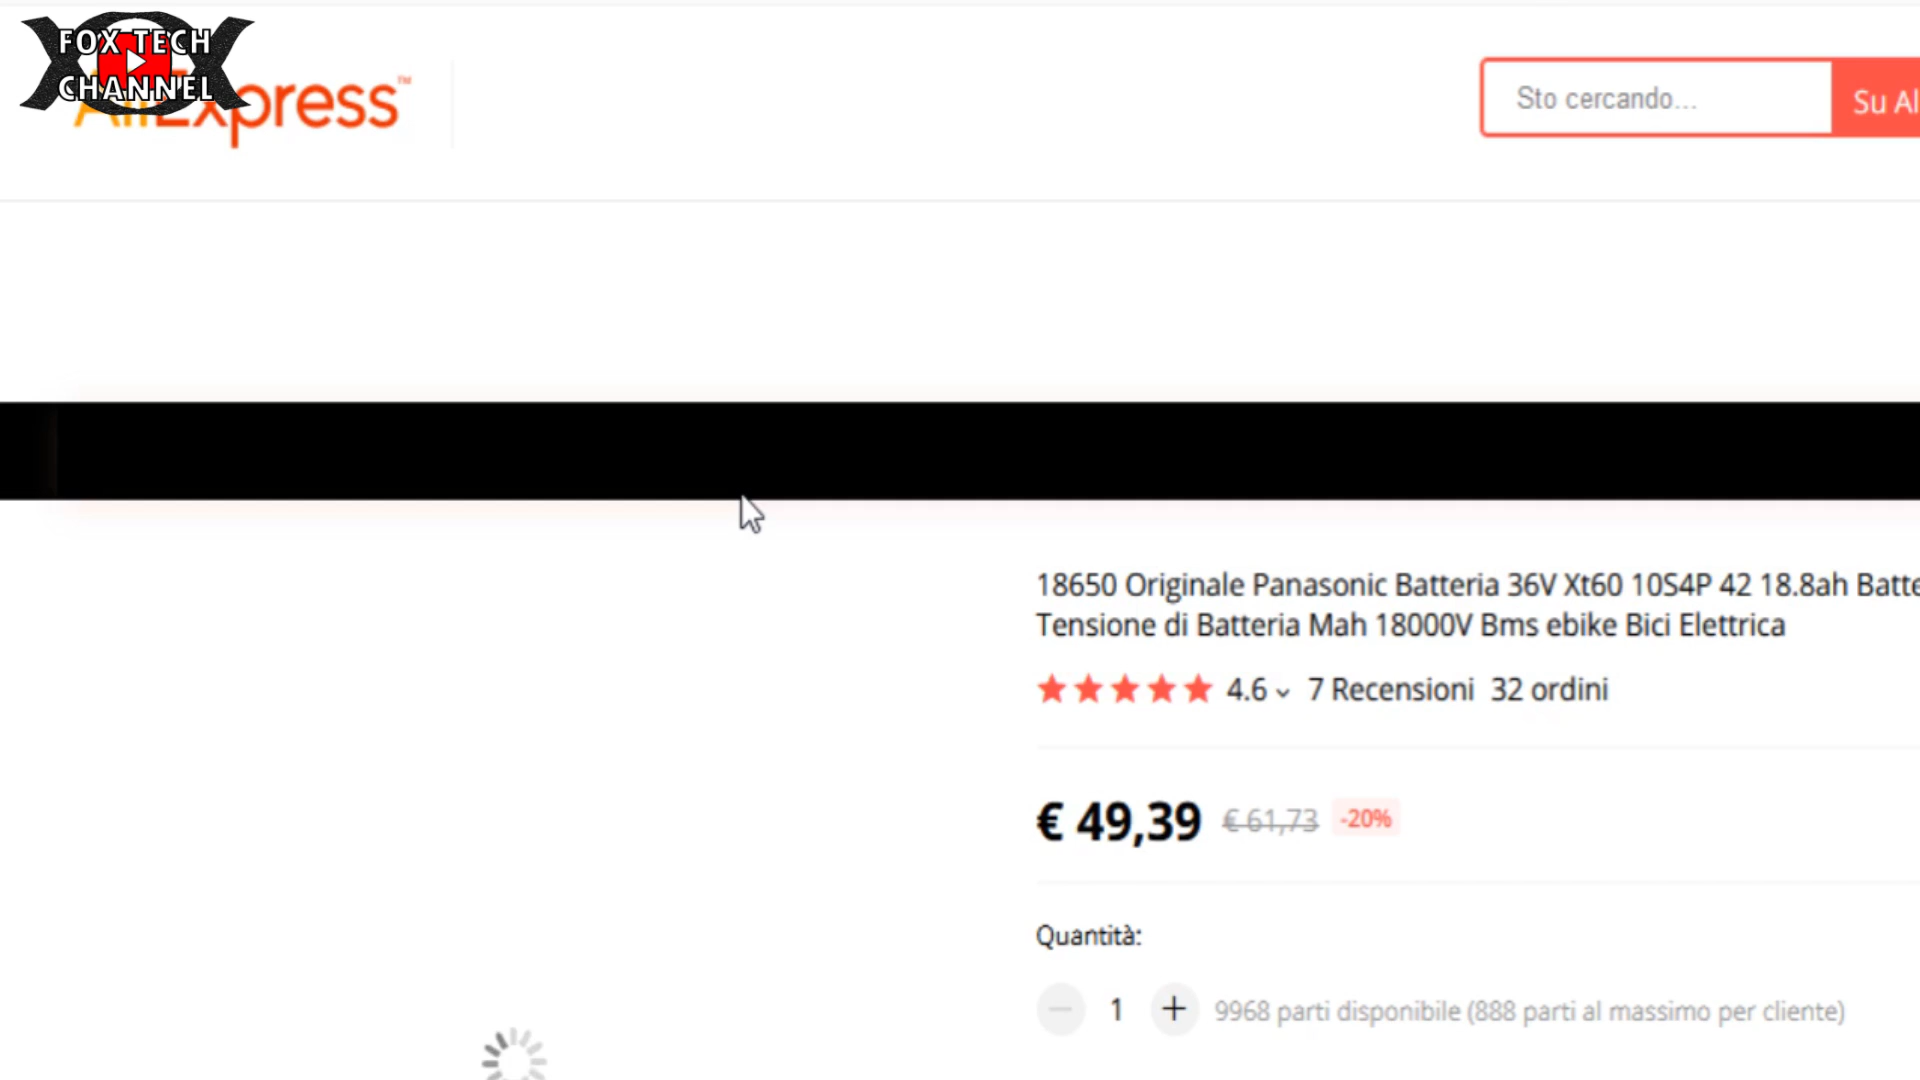 FOX TECH
CHANNEL
AliExpress™
Sto cercando...
Su Al
18650 Originale Panasonic Batteria 36V Xt60 10S4P 42 18.8ah Batte
Tensione di Batteria Mah 18000V Bms ebike Bici Elettrica
4.6 7 Recensioni 32 ordini
€ 49,39 € 61,73 -20%
Quantità:
1 9968 parti disponibile (888 parti al massimo per cliente)